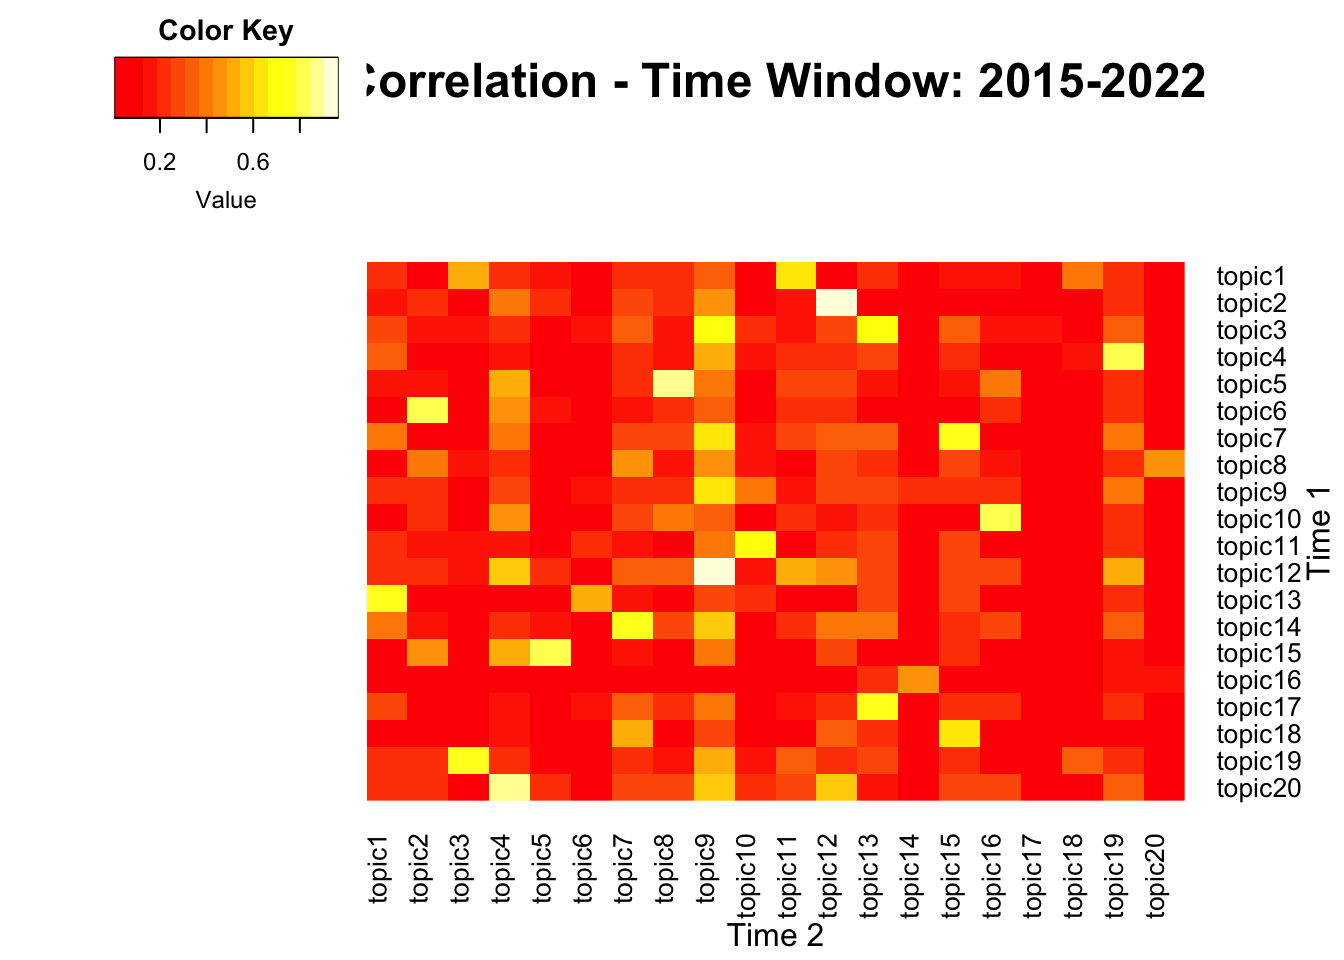 Color Key
orrelation - Time Window: 2015-2022
0.2 0.6
Value
topic1
topic2
topic3
topic4
topic5
topic6
topic7
topic8
topic9
topic10
topic11
topic12
topic13
topic14
topic15
topic16
topic17
topic18
topic19
topic20
Time 1
topic1
topic2
topic3
topic4
topic5
topic6
topic7
topic8
topic9
topic10
topic11
topic12
topic13
topic14
topic15
topic16
topic17
topic18
topic19
topic20
Time 2